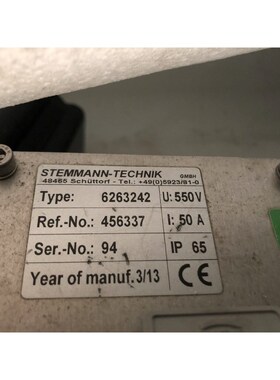 STEMMANN-TECHNIK GMBH
48465 Schüttorf - Tel.: +49(0)5923/81-0
Type: 6263242 U: 550V
Ref.-No.: 456337 I: 50 A
Ser.-No.: 94 IP 65
Year of manuf. 3/13 CE